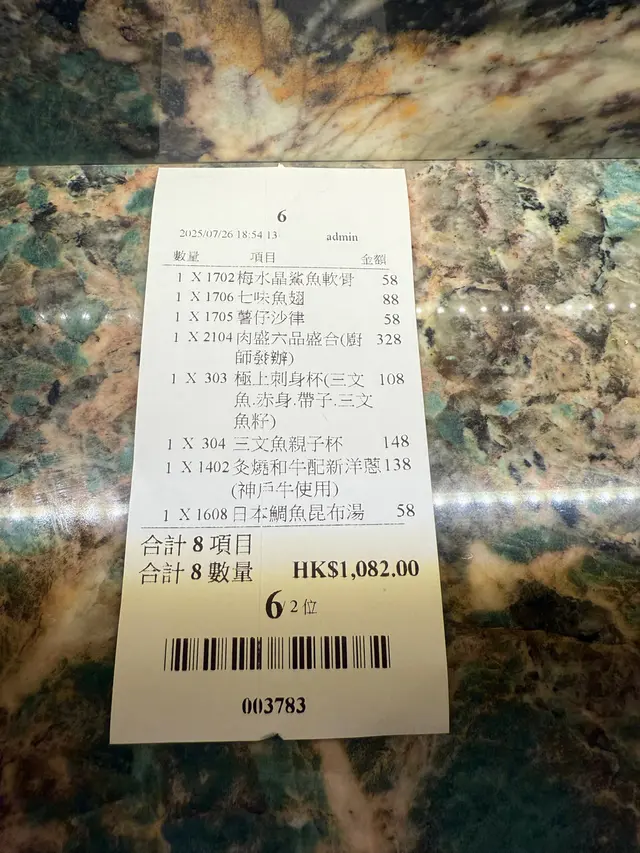 6
2025/07/26 18:54:13 admin
數量 項目 金額
1 X 1702 梅水晶鯊魚軟骨 58
1 X 1706 七味魚翅 88
1 X 1705 薯仔沙律 58
1 X 2104 肉盛六品盛合(廚 328
師發辦)
1 X 303 極上刺身杯(三文 108
魚.赤身.帶子.三文
魚籽)
1 X 304 三文魚親子杯 148
1 X 1402 炙燒和牛配新洋蔥 138
(神戶牛使用)
1 X 1608 日本鯛魚昆布湯 58
合計 8 項目
合計 8 數量 HK$1,082.00
6 / 2 位
003783